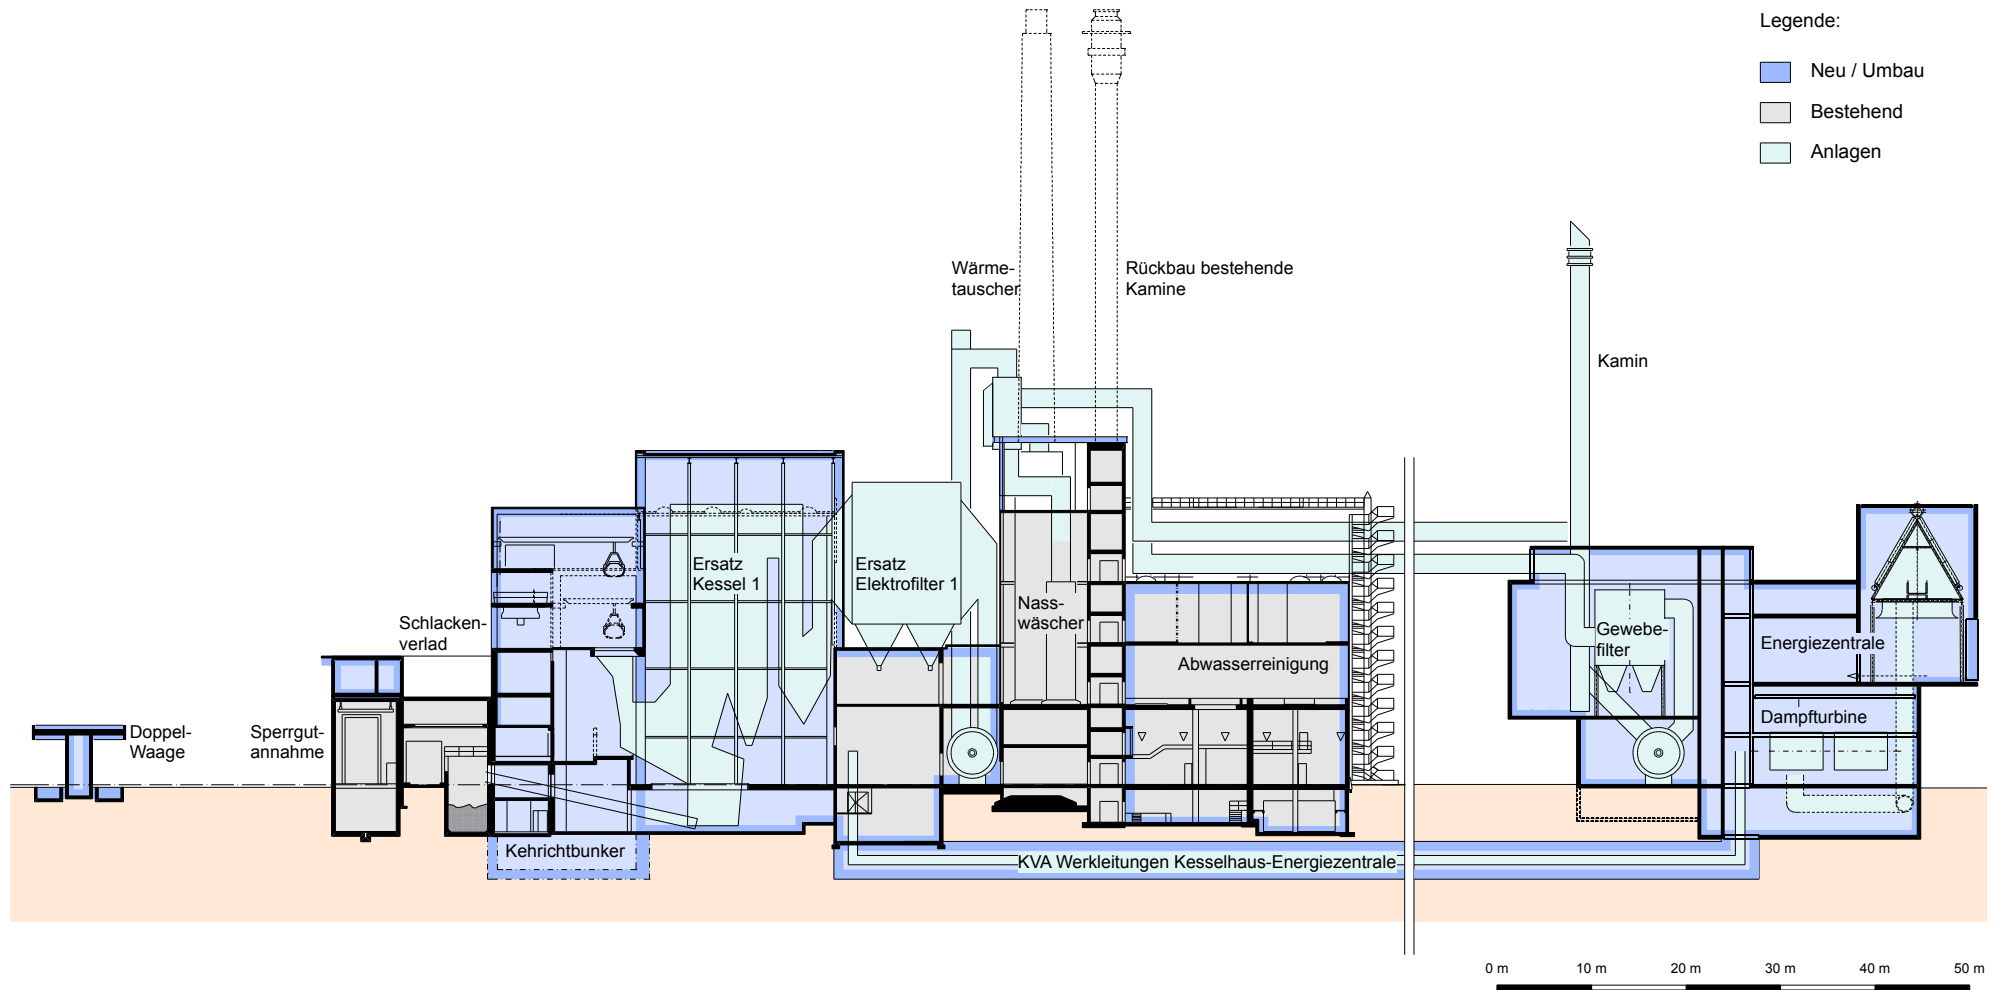 Legende:
Neu / Umbau
Bestehend
Anlagen
Wärme-
tauscher
Rückbau bestehende
Kamine
Kamin
Ersatz
Kessel 1
Ersatz
Elektrofilter 1
Nass-
wäscher
Schlacken-
verlad
Abwasserreinigung
Gewebe-
filter
Energiezentrale
Doppel-
Waage
Sperrgut-
annahme
Dampfturbine
Kehrichtbunker
KVA Werkleitungen Kesselhaus-Energiezentrale
0 m 10 m 20 m 30 m 40 m 50 m